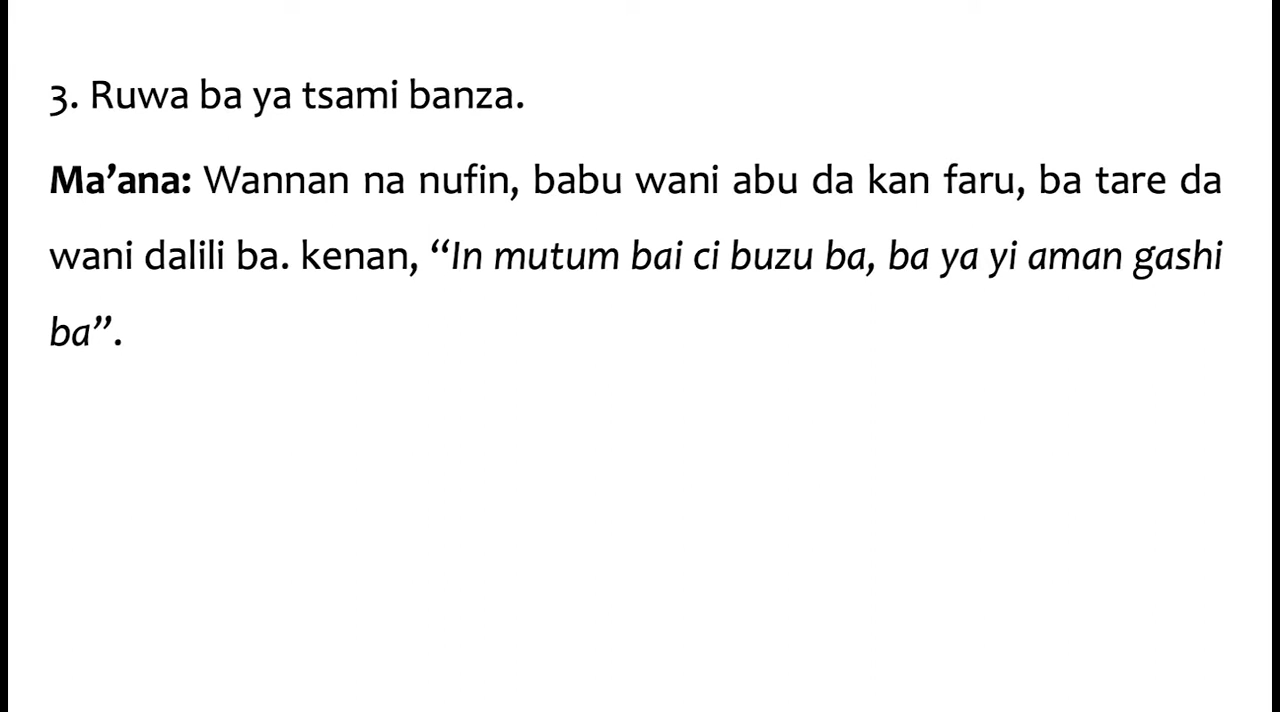 3. Ruwa ba ya tsami banza.
Ma’ana: Wannan na nufin, babu wani abu da kan faru, ba tare da
wani dalili ba. kenan, “In mutum bai ci buzu ba, ba ya yi aman gashi
ba”.